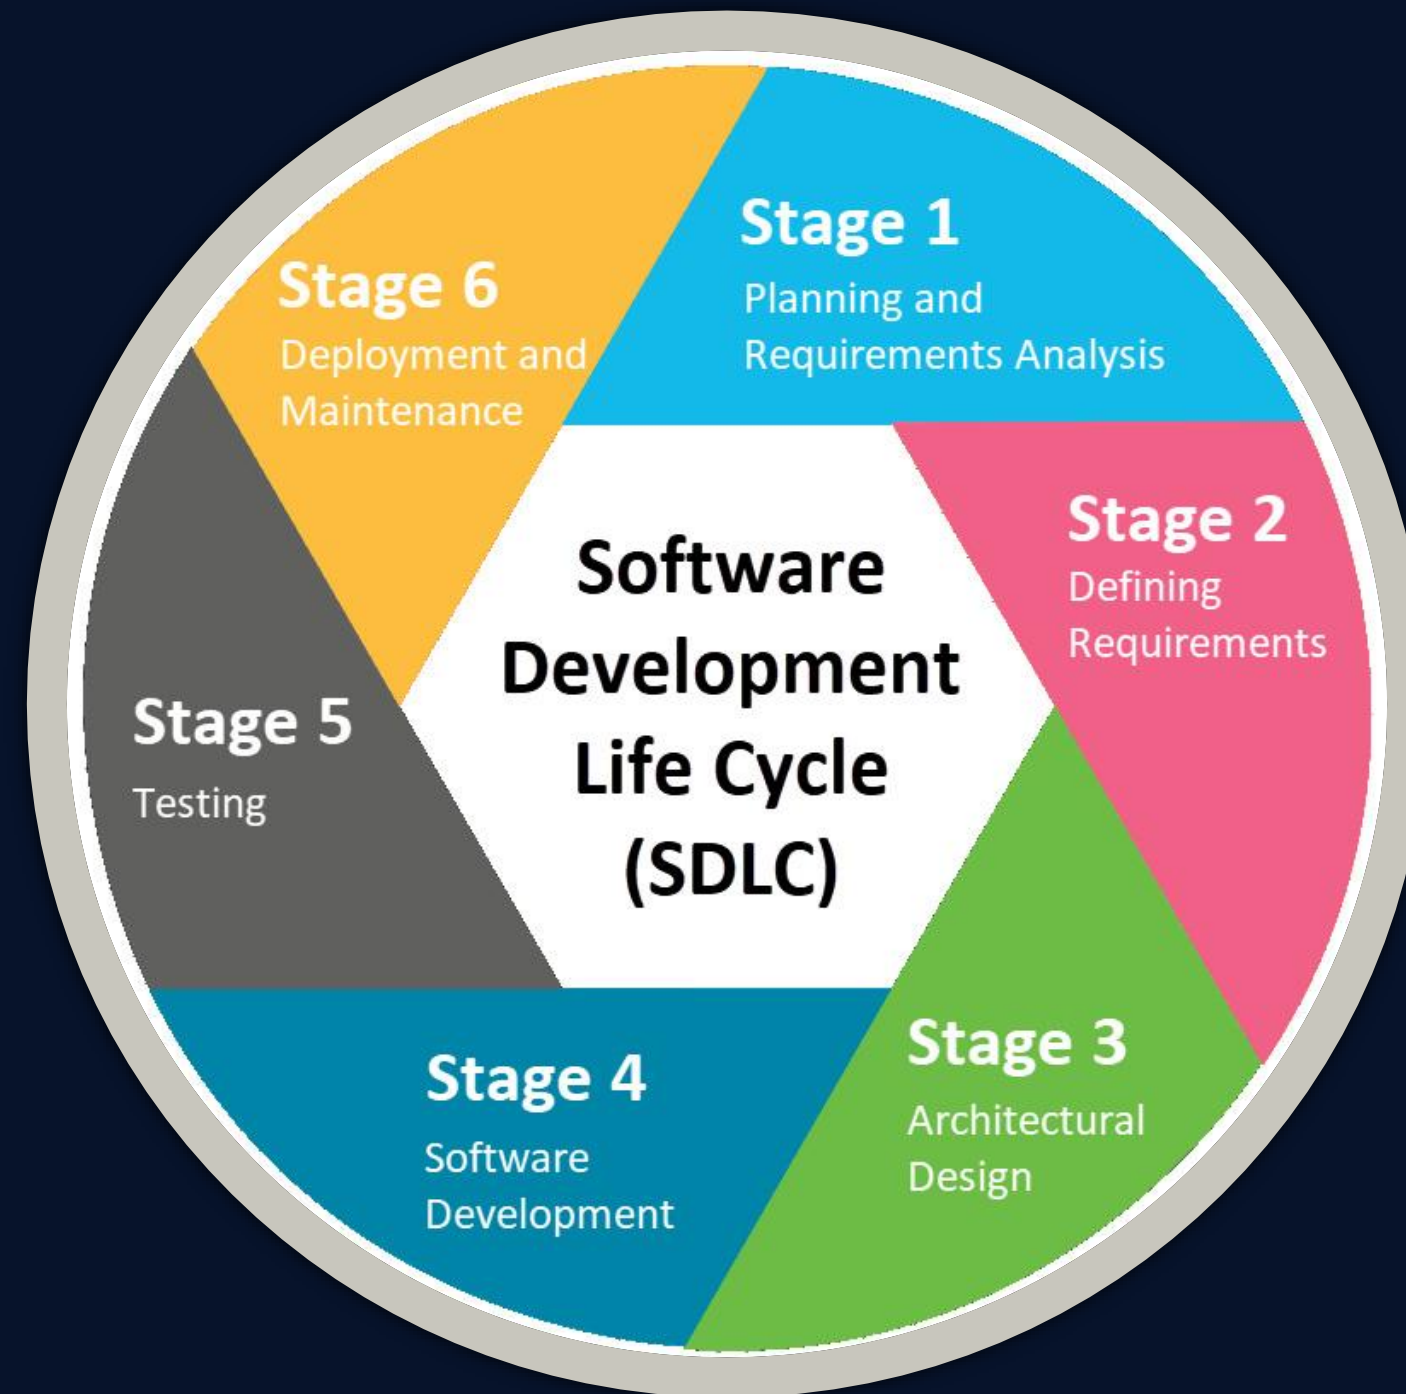 Software
Development
Life Cycle
(SDLC)
Stage 1
Planning and
Requirements Analysis
Stage 2
Defining
Requirements
Stage 3
Architectural
Design
Stage 4
Software
Development
Stage 5
Testing
Stage 6
Deployment and
Maintenance